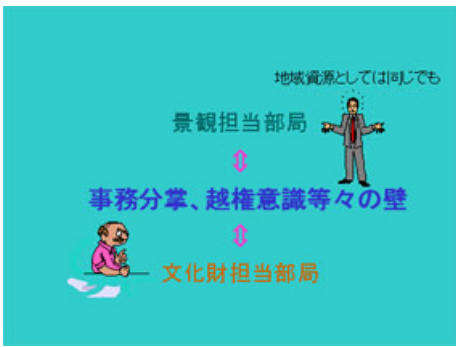 地域資源としては同じでも
景観担当部局
⇕
事務分掌、越権意識等々の壁
⇕
文化財担当部局